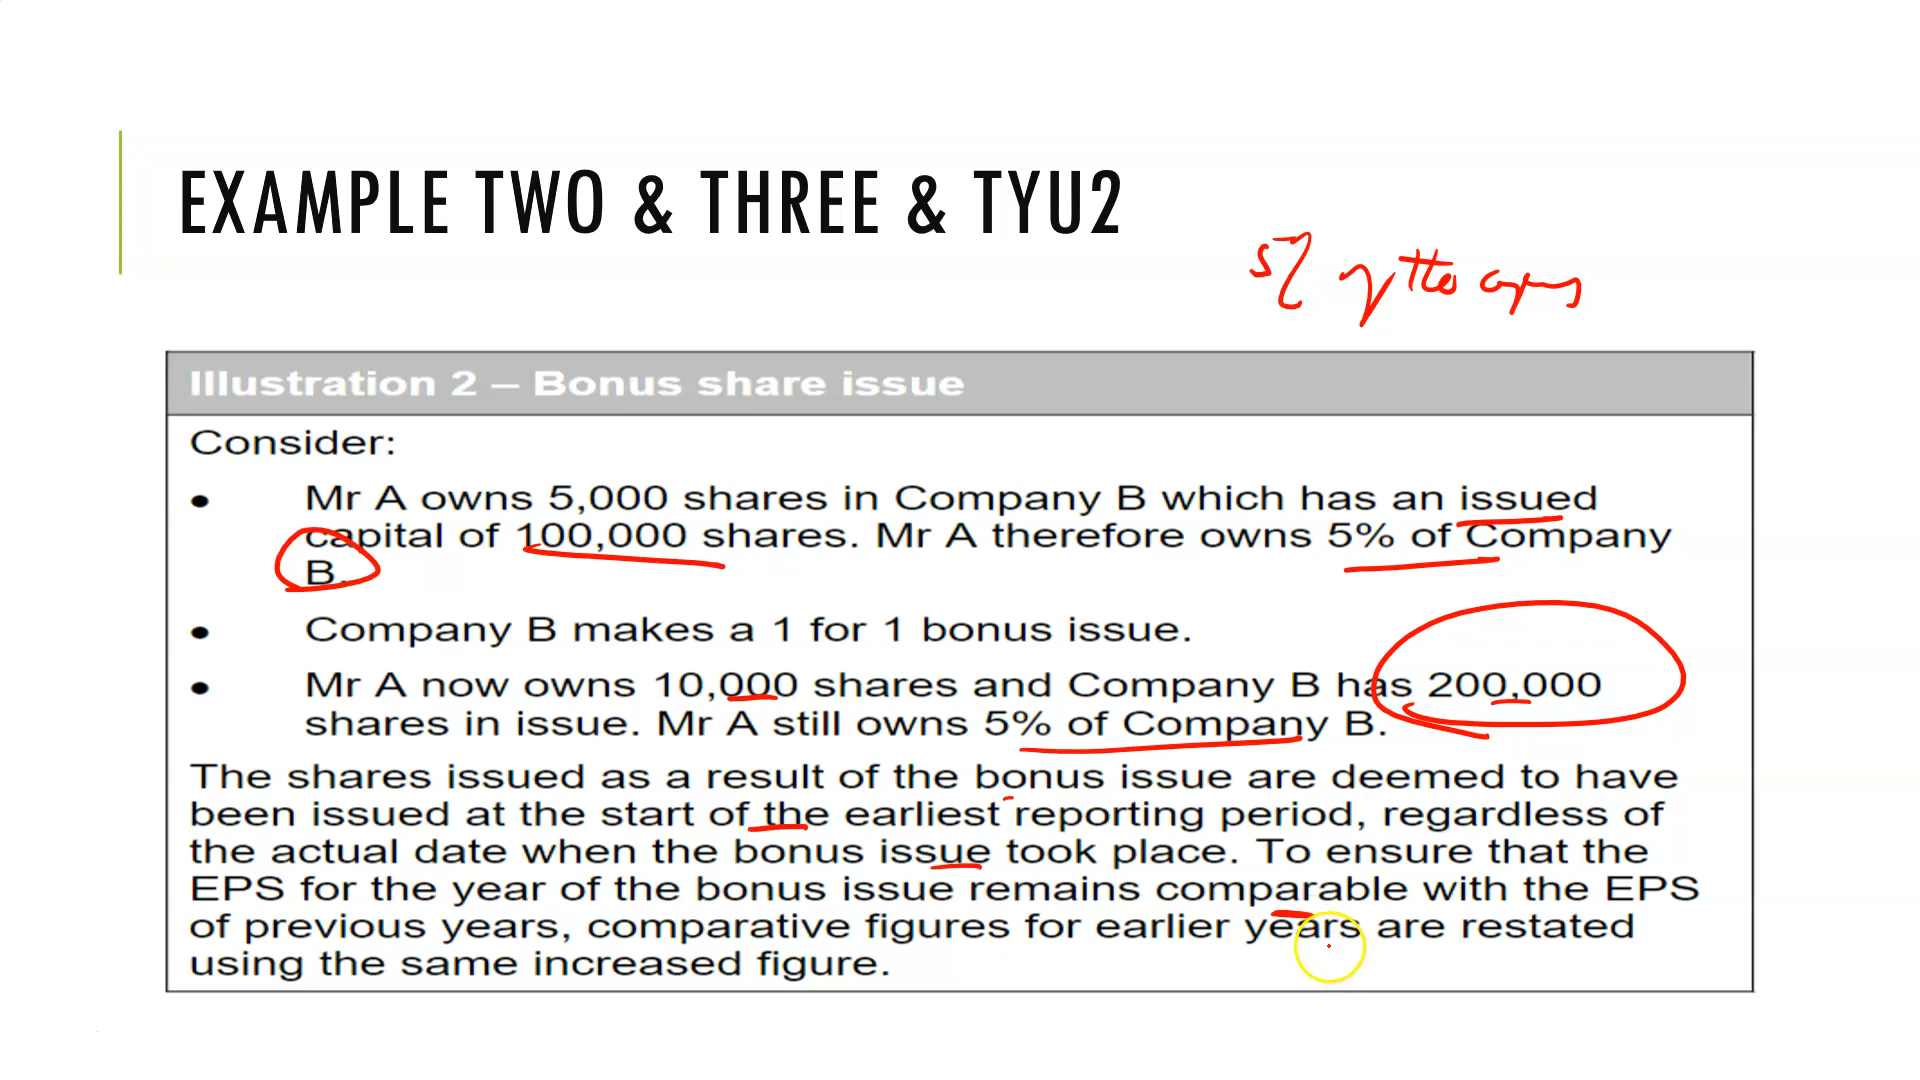 EXAMPLE TWO & THREE & TYU2
5% of the
Illustration 2 – Bonus share issue
Consider:
• Mr A owns 5,000 shares in Company B which has an issued
capital of 100,000 shares. Mr A therefore owns 5% of Company
B.
• Company B makes a 1 for 1 bonus issue.
• Mr A now owns 10,000 shares and Company B has 200,000
shares in issue. Mr A still owns 5% of Company B.
The shares issued as a result of the bonus issue are deemed to have
been issued at the start of the earliest reporting period, regardless of
the actual date when the bonus issue took place. To ensure that the
EPS for the year of the bonus issue remains comparable with the EPS
of previous years, comparative figures for earlier years are restated
using the same increased figure.